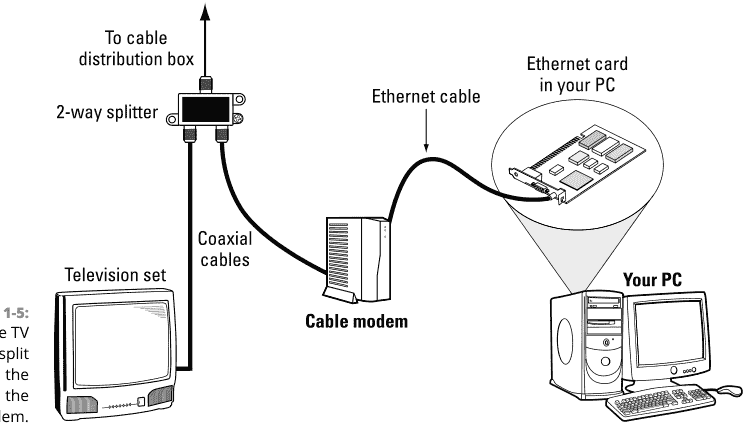 To cable
distribution box
2-way splitter
Ethernet cable
Ethernet card
in your PC
Coaxial
cables
Television set
Cable modem
Your PC
1-5:
TV
split
the
the